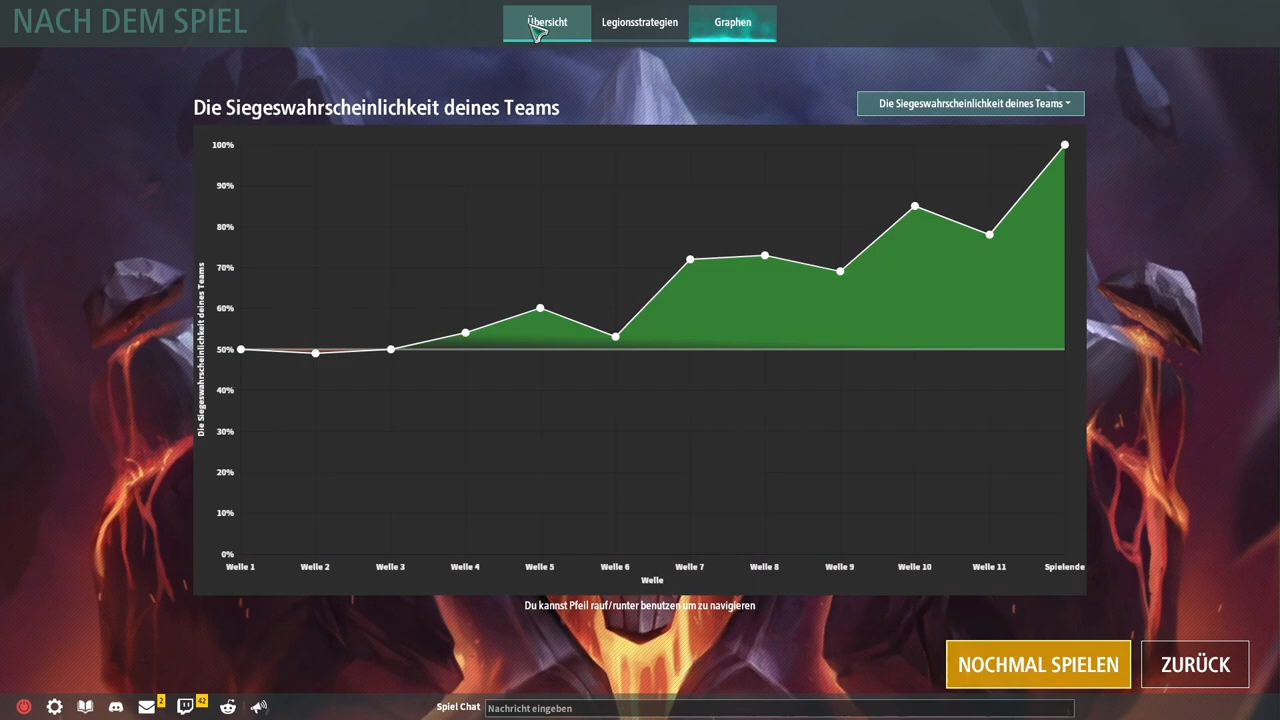 NACH DEM SPIEL
Übersicht
Legionsstrategien
Graphen
Die Siegeswahrscheinlichkeit deines Teams
Die Siegeswahrscheinlichkeit deines Teams
Die Siegeswahrscheinlichkeit deines Teams
100%
90%
80%
70%
60%
50%
40%
30%
20%
10%
0%
Welle 1
Welle 2
Welle 3
Welle 4
Welle 5
Welle 6
Welle 7
Welle 8
Welle 9
Welle 10
Welle 11
Spielende
Welle
Du kannst Pfeil rauf/runter benutzen um zu navigieren
NOCHMAL SPIELEN
ZURÜCK
2
42
Spiel Chat
Nachricht eingeben